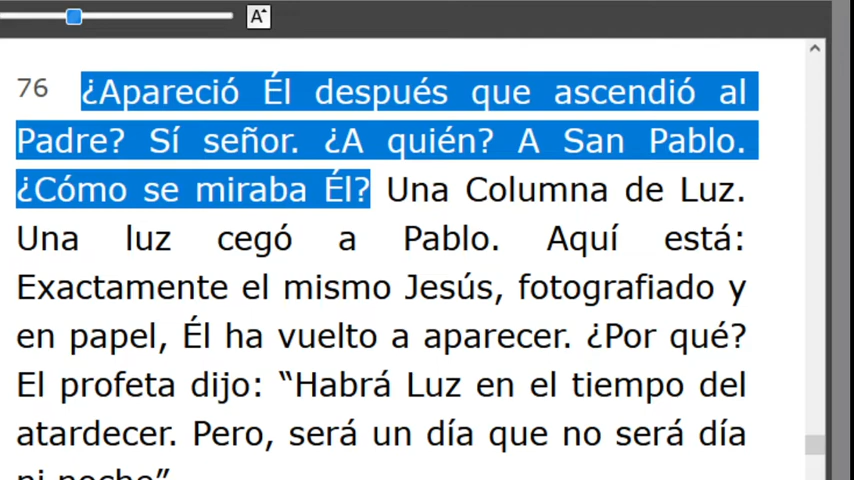 A
76 ¿Apareció Él después que ascendió al
Padre? Sí señor. ¿A quién? A San Pablo.
¿Cómo se miraba Él? Una Columna de Luz.
Una luz cegó a Pablo. Aquí está:
Exactamente el mismo Jesús, fotografiado y
en papel, Él ha vuelto a aparecer. ¿Por qué?
El profeta dijo: “Habrá Luz en el tiempo del
atardecer. Pero, será un día que no será día
ni noche”